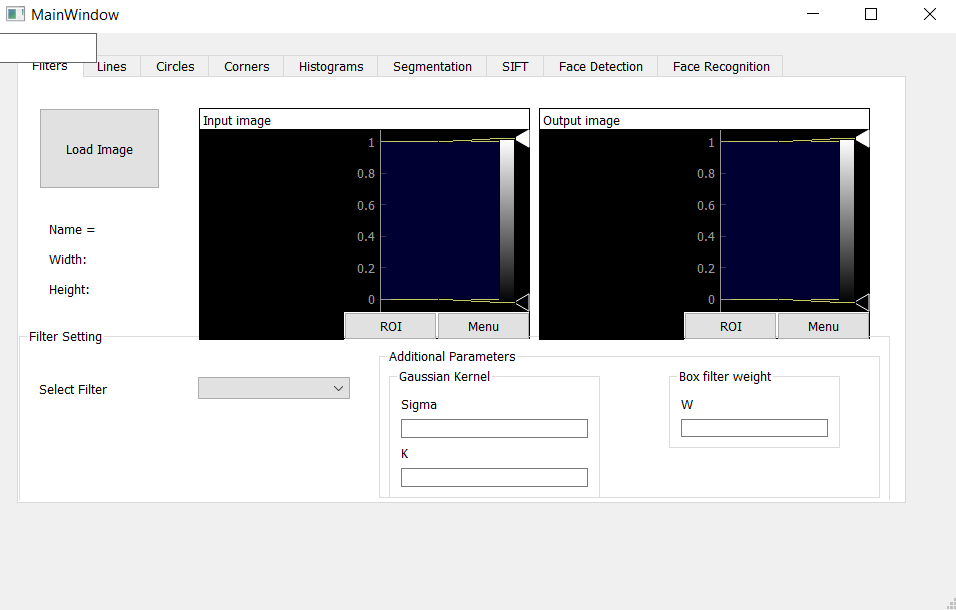 MainWindow
Filters Lines Circles Corners Histograms Segmentation SIFT Face Detection Face Recognition
Load Image
Name =
Width:
Height:
Input image
1
0.8
0.6
0.4
0.2
0
ROI Menu
Output image
1
0.8
0.6
0.4
0.2
0
ROI Menu
Filter Setting
Select Filter
Additional Parameters
Gaussian Kernel
Sigma
K
Box filter weight
W